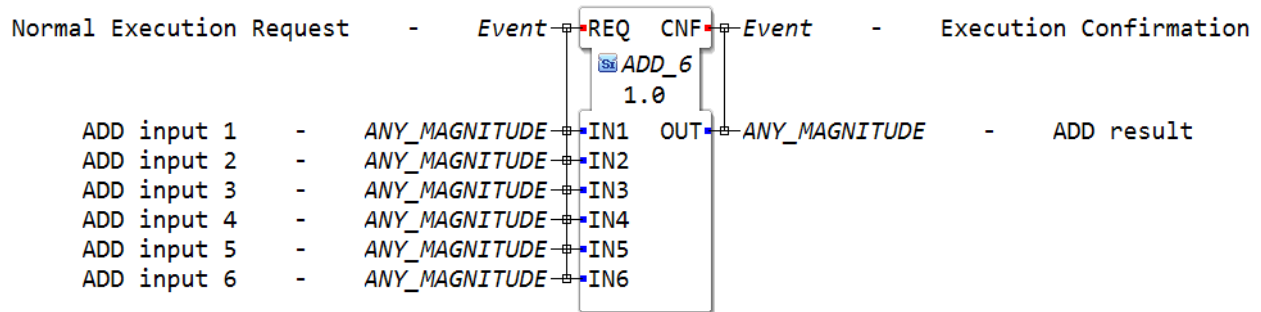 Normal Execution Request - Event REQ CNF Event - Execution Confirmation
SI ADD_6
1.0
ADD input 1 - ANY_MAGNITUDE IN1 OUT ANY_MAGNITUDE - ADD result
ADD input 2 - ANY_MAGNITUDE IN2
ADD input 3 - ANY_MAGNITUDE IN3
ADD input 4 - ANY_MAGNITUDE IN4
ADD input 5 - ANY_MAGNITUDE IN5
ADD input 6 - ANY_MAGNITUDE IN6